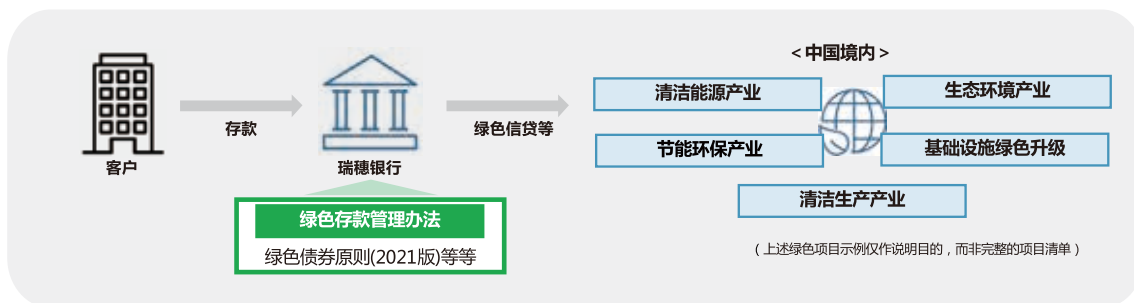 <中国境内>
清洁能源产业
生态环境产业
存款
绿色信贷等
节能环保产业
基础设施绿色升级
客户
瑞穗银行
清洁生产产业
绿色存款管理办法
绿色债券原则(2021版)等等
（上述绿色项目示例仅作说明目的，而非完整的项目清单）